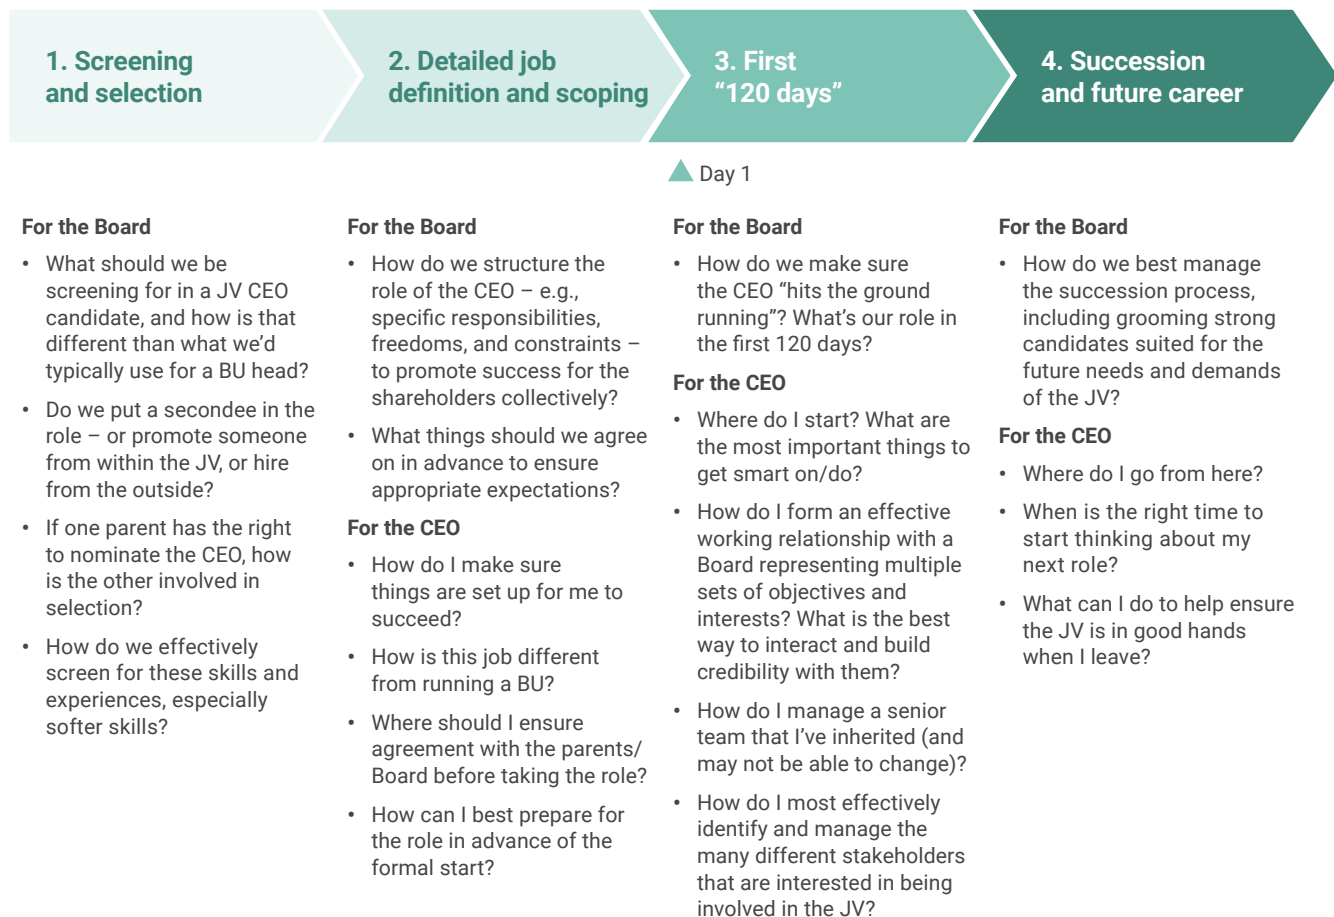 1. Screening
and selection
2. Detailed job
definition and scoping
3. First
“120 days”
4. Succession
and future career
Day 1
For the Board
• What should we be
screening for in a JV CEO
candidate, and how is that
different than what we’d
typically use for a BU head?
• Do we put a secondee in the
role – or promote someone
from within the JV, or hire
from the outside?
• If one parent has the right
to nominate the CEO, how
is the other involved in
selection?
• How do we effectively
screen for these skills and
experiences, especially
softer skills?
For the Board
• How do we structure the
role of the CEO – e.g.,
specific responsibilities,
freedoms, and constraints –
to promote success for the
shareholders collectively?
• What things should we agree
on in advance to ensure
appropriate expectations?
For the CEO
• How do I make sure
things are set up for me to
succeed?
• How is this job different
from running a BU?
• Where should I ensure
agreement with the parents/
Board before taking the role?
• How can I best prepare for
the role in advance of the
formal start?
For the Board
• How do we make sure
the CEO “hits the ground
running”? What’s our role in
the first 120 days?
For the CEO
• Where do I start? What are
the most important things to
get smart on/do?
• How do I form an effective
working relationship with a
Board representing multiple
sets of objectives and
interests? What is the best
way to interact and build
credibility with them?
• How do I manage a senior
team that I’ve inherited (and
may not be able to change)?
• How do I most effectively
identify and manage the
many different stakeholders
that are interested in being
involved in the JV?
For the Board
• How do we best manage
the succession process,
including grooming strong
candidates suited for the
future needs and demands
of the JV?
For the CEO
• Where do I go from here?
• When is the right time to
start thinking about my
next role?
• What can I do to help ensure
the JV is in good hands
when I leave?